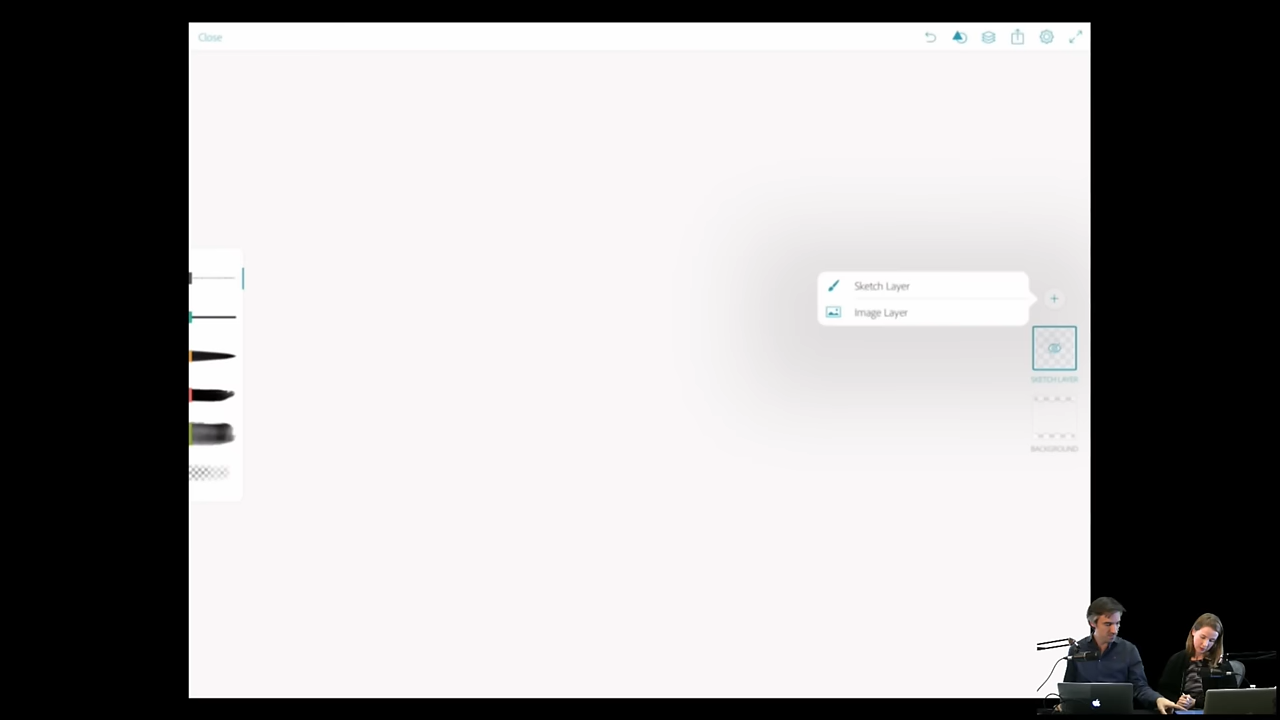 Close
Sketch Layer
Image Layer
SKETCH LAYER
BACKGROUND